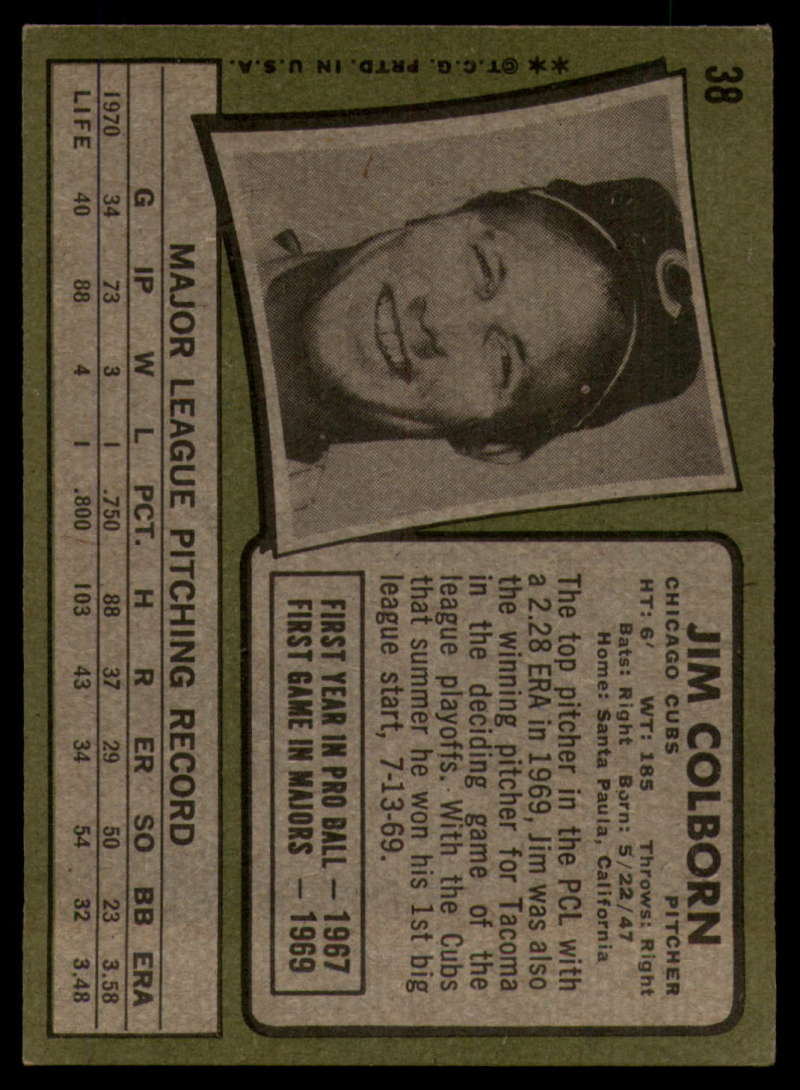 38
**©T.C.G. PRTD. IN U.S.A.
C
JIM COLBORN
CHICAGO CUBS PITCHER
HT: 6' WT: 185 Throws: Right
Bats: Right Born: 5/22/47
Home: Santa Paula, California
The top pitcher in the PCL with
a 2.28 ERA in 1969, Jim was also
the winning pitcher for Tacoma
in the deciding game of the
league playoffs. With the Cubs
that summer he won his 1st big
league start, 7-13-69.
FIRST YEAR IN PRO BALL — 1967
FIRST GAME IN MAJORS — 1969
MAJOR LEAGUE PITCHING RECORD
G IP W L PCT. H R ER SO BB ERA
1970 34 73 3 1 .750 88 37 29 50 23 3.58
LIFE 40 88 4 1 .800 103 43 34 54 32 3.48